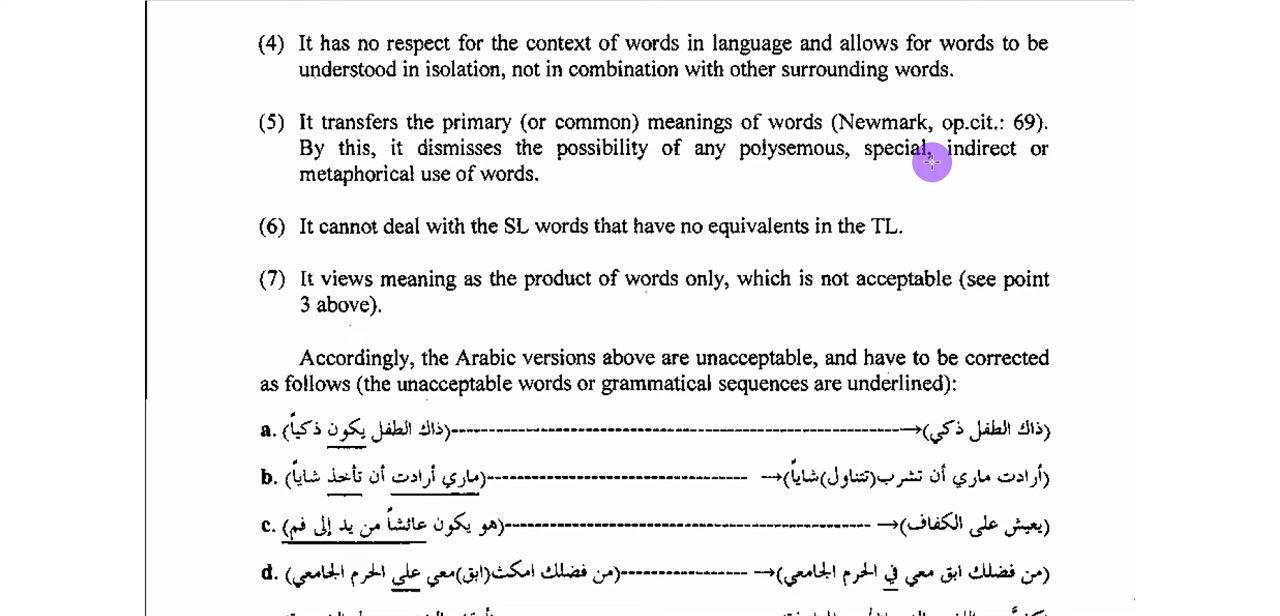 (4) It has no respect for the context of words in language and allows for words to be
understood in isolation, not in combination with other surrounding words.
(5) It transfers the primary (or common) meanings of words (Newmark, op.cit.: 69).
By this, it dismisses the possibility of any polysemous, special, indirect or
metaphorical use of words.
(6) It cannot deal with the SL words that have no equivalents in the TL.
(7) It views meaning as the product of words only, which is not acceptable (see point
3 above).
Accordingly, the Arabic versions above are unacceptable, and have to be corrected
as follows (the unacceptable words or grammatical sequences are underlined):
a. (ذاك الطفل يكون ذكياً)----------→(ذاك الطفل ذكي)
b. (ماري أرادت أن تأخذ شاياً)----------→(أرادت ماري أن تشرب(تتناول)شاياً)
c. (هو يكون عائشاً من يد إلى فم)----------→(يعيش على الكفاف)
d. (من فضلك امكث(ابق)معي على الحرم الجامعي)----------→(من فضلك ابق معي في الحرم الجامعي)